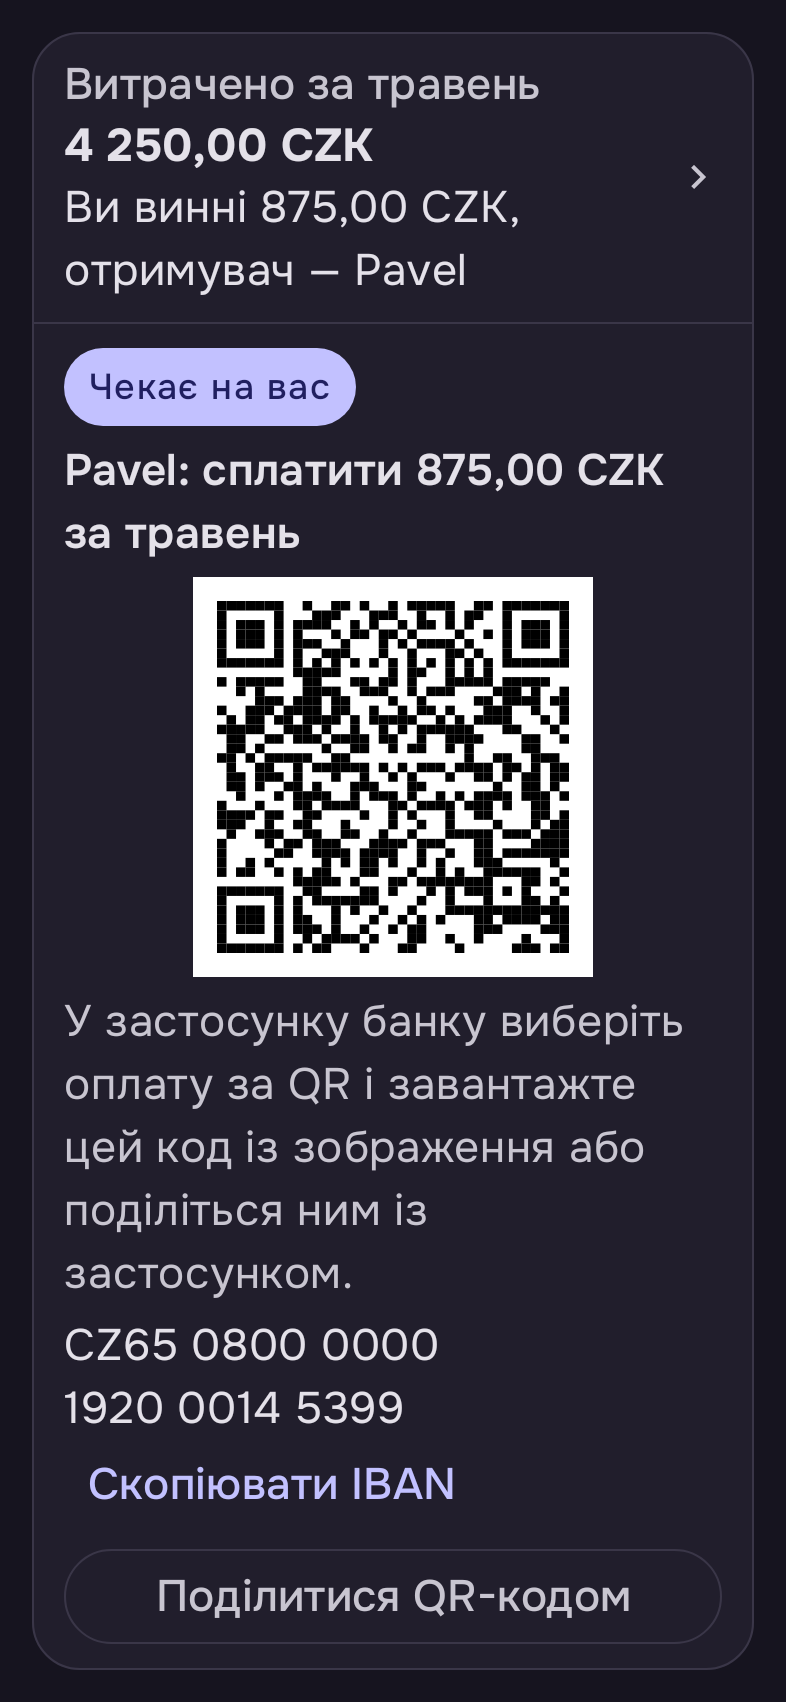 Витрачено за травень
4 250,00 CZK
Ви винні 875,00 CZK,
отримувач — Pavel
Чекає на вас
Pavel: сплатити 875,00 CZK
за травень
У застосунку банку виберіть
оплату за QR і завантажте
цей код із зображення або
поділіться ним із
застосунком.
CZ65 0800 0000
1920 0014 5399
Скопіювати IBAN
Поділитися QR-кодом